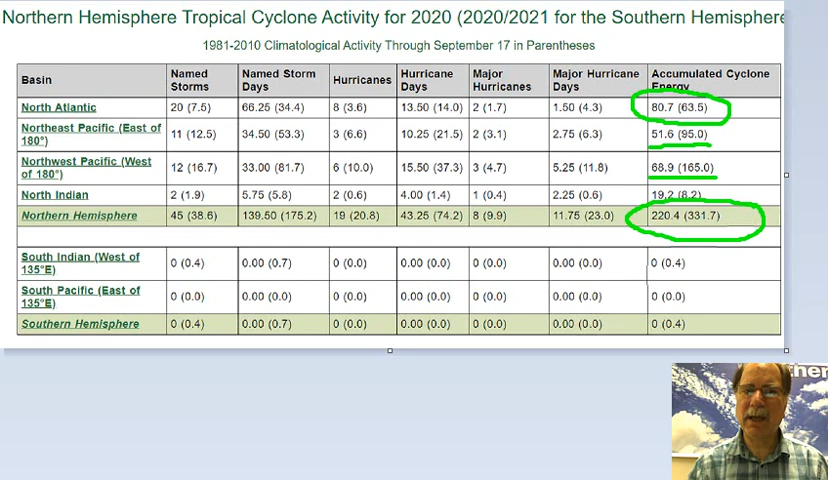 Northern Hemisphere Tropical Cyclone Activity for 2020 (2020/2021 for the Southern Hemisphere
1981-2010 Climatological Activity Through September 17 in Parentheses
Basin Named Storms Named Storm Days Hurricanes Hurricane Days Major Hurricanes Major Hurricane Days Accumulated Cyclone Energy
North Atlantic 20 (7.5) 66.25 (34.4) 8 (3.6) 13.50 (14.0) 2 (1.7) 1.50 (4.3) 80.7 (63.5)
Northeast Pacific (East of 180°) 11 (12.5) 34.50 (53.3) 3 (6.6) 10.25 (21.5) 2 (3.1) 2.75 (6.3) 51.6 (95.0)
Northwest Pacific (West of 180°) 12 (16.7) 33.00 (81.7) 6 (10.0) 15.50 (37.3) 3 (4.7) 5.25 (11.8) 68.9 (165.0)
North Indian 2 (1.9) 5.75 (5.8) 2 (0.6) 4.00 (1.4) 1 (0.4) 2.25 (0.6) 19.2 (8.2)
Northern Hemisphere 45 (38.6) 139.50 (175.2) 19 (20.8) 43.25 (74.2) 8 (9.9) 11.75 (23.0) 220.4 (331.7)
South Indian (West of 135°E) 0 (0.4) 0.00 (0.7) 0 (0.0) 0.00 (0.0) 0 (0.0) 0.00 (0.0) 0 (0.4)
South Pacific (East of 135°E) 0 (0.0) 0.00 (0.0) 0 (0.0) 0.00 (0.0) 0 (0.0) 0.00 (0.0) 0 (0.0)
Southern Hemisphere 0 (0.4) 0.00 (0.7) 0 (0.0) 0.00 (0.0) 0 (0.0) 0.00 (0.0) 0 (0.4)
ther